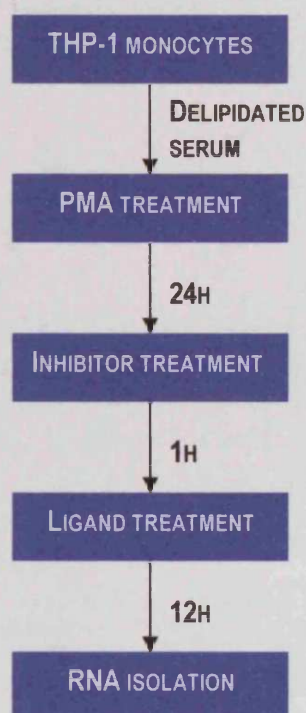 THP-1 MONOCYTES
DELIPIDATED
SERUM
PMA TREATMENT
24H
INHIBITOR TREATMENT
1H
LIGAND TREATMENT
12H
RNA ISOLATION